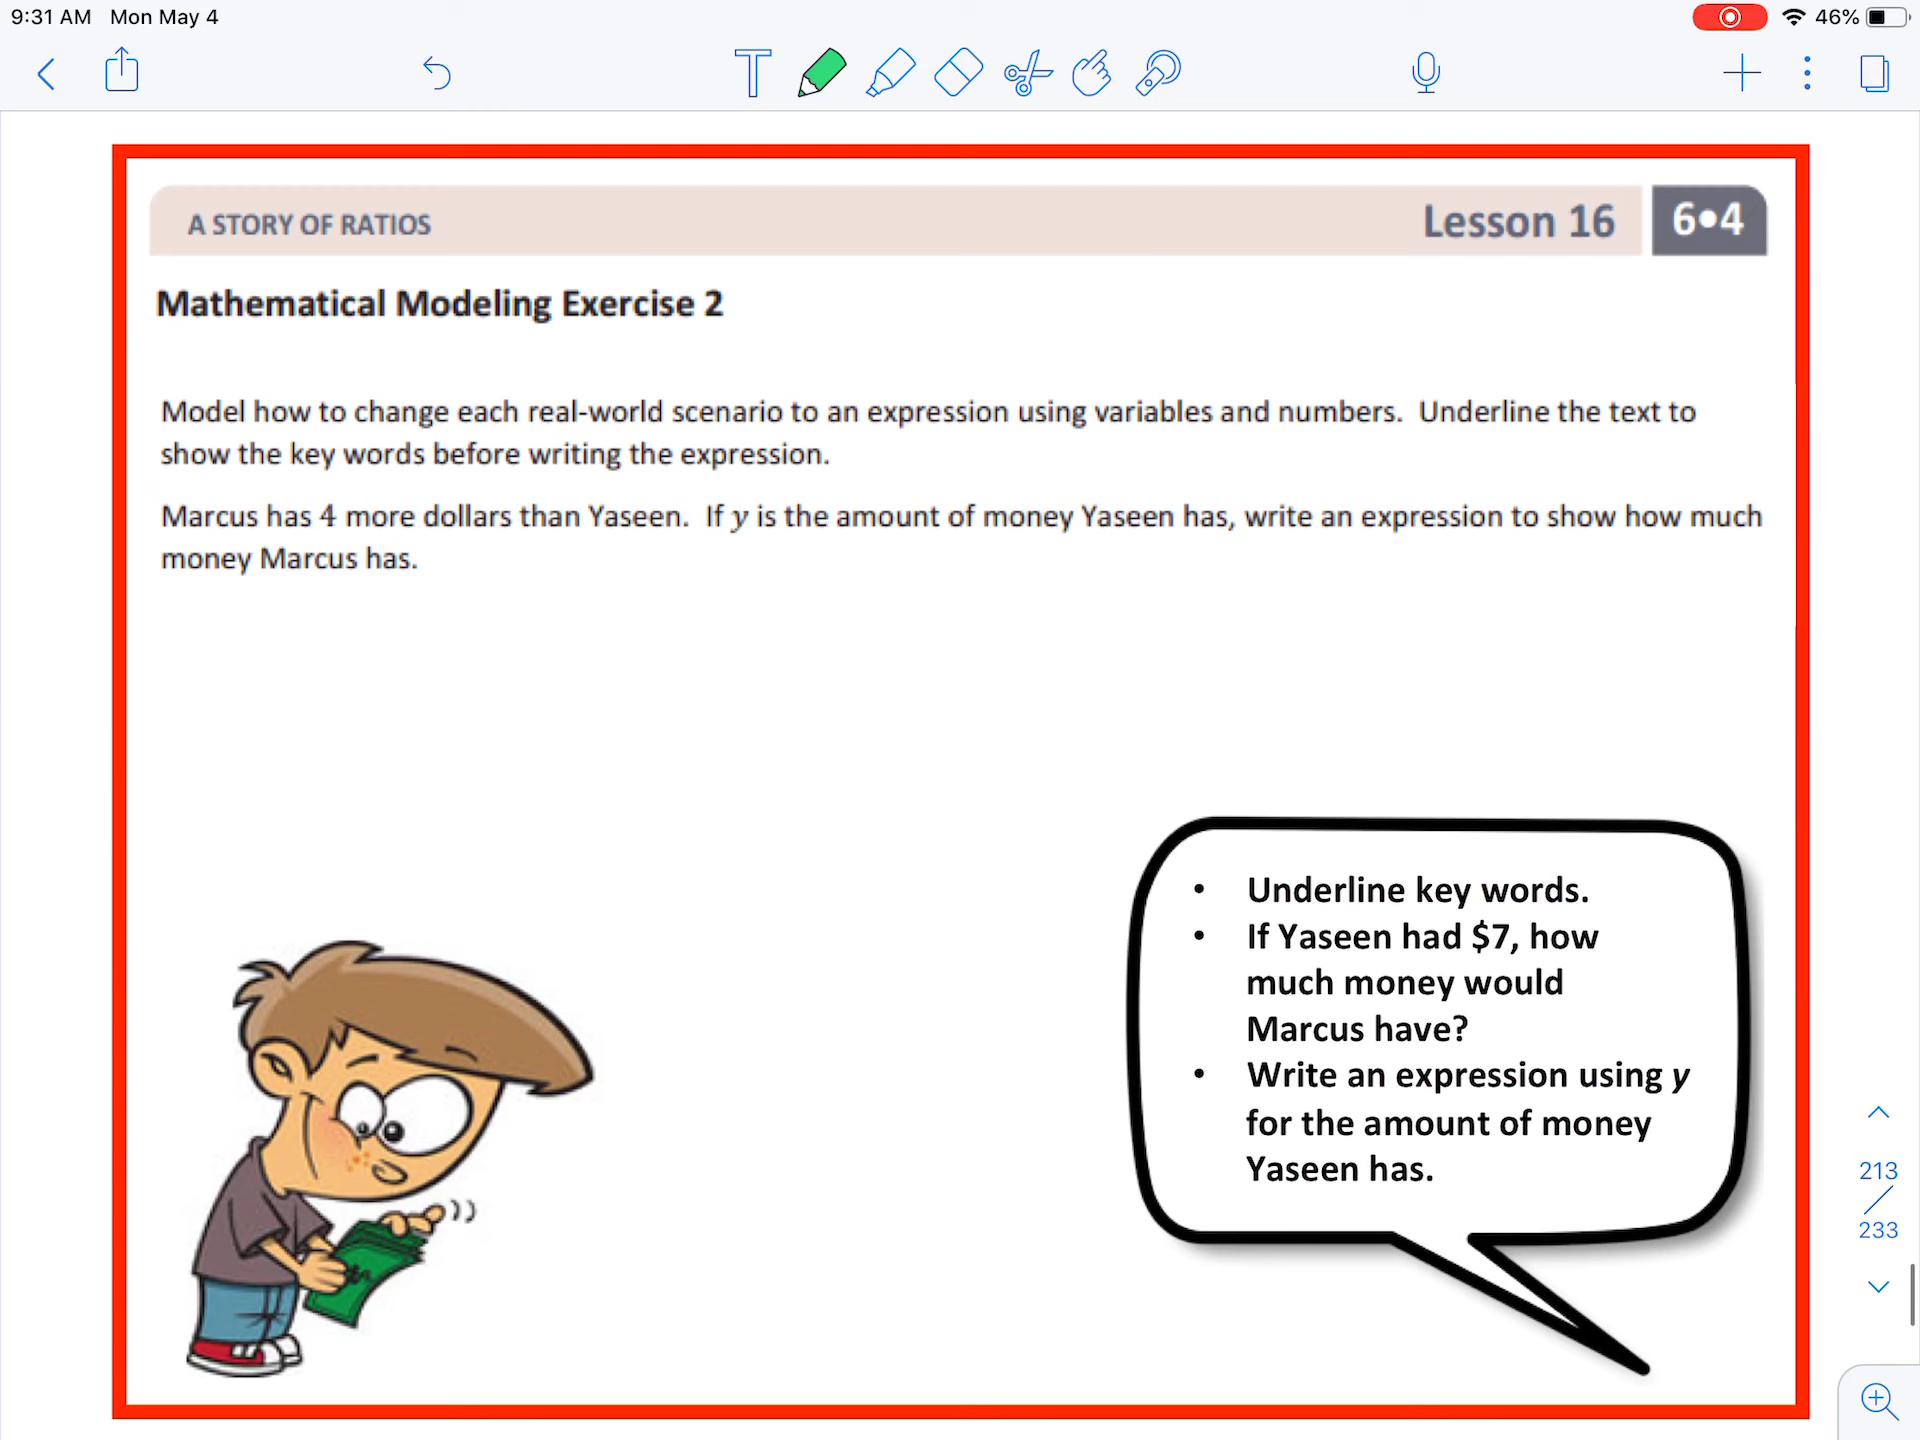 9:31 AM Mon May 4
46%
T
A STORY OF RATIOS
Lesson 16
6•4
Mathematical Modeling Exercise 2
Model how to change each real-world scenario to an expression using variables and numbers. Underline the text to
show the key words before writing the expression.
Marcus has 4 more dollars than Yaseen. If y is the amount of money Yaseen has, write an expression to show how much
money Marcus has.
• Underline key words.
• If Yaseen had $7, how
much money would
Marcus have?
• Write an expression using y
for the amount of money
Yaseen has.
213
/
233